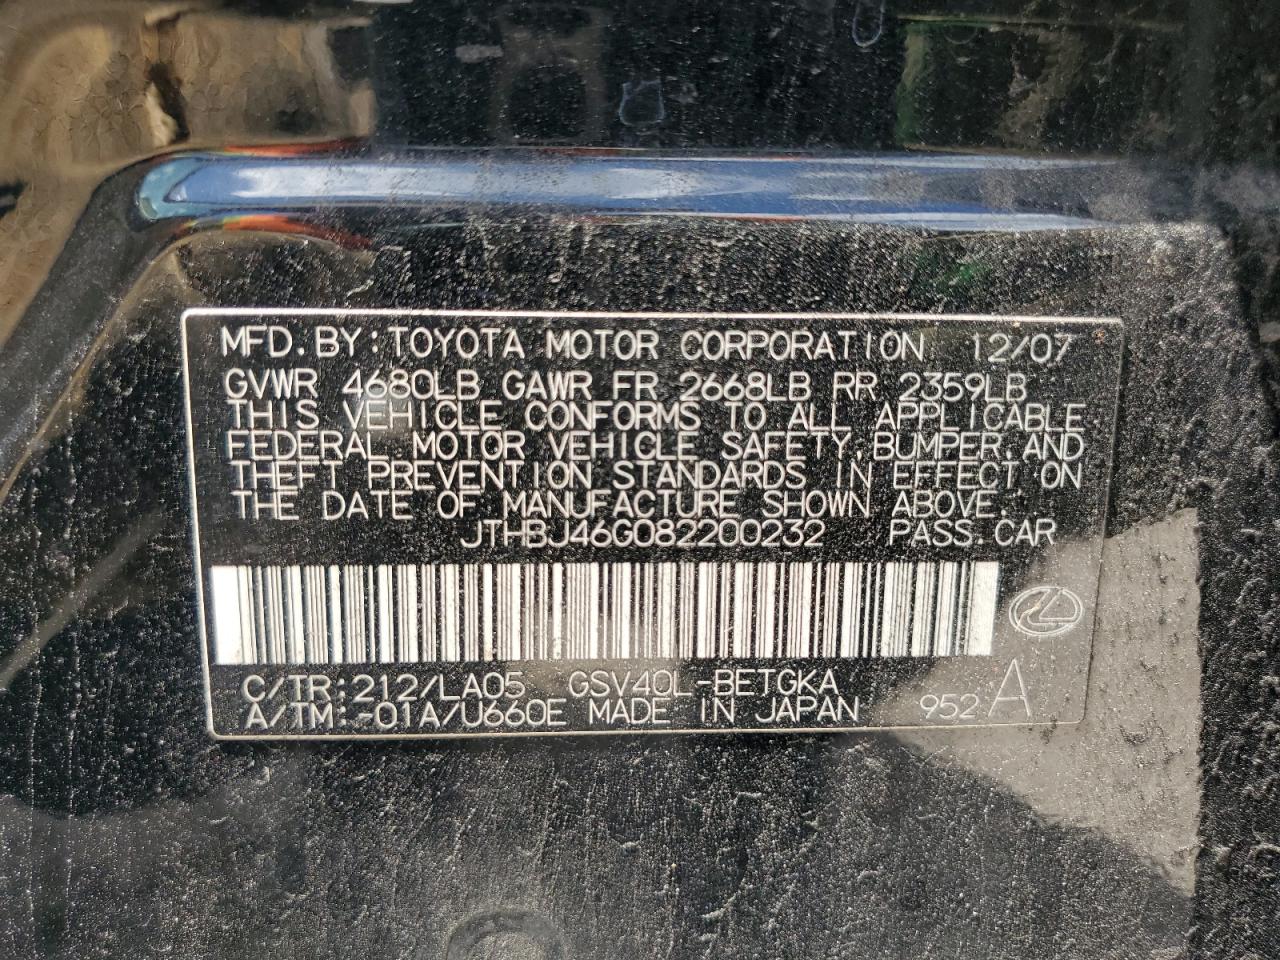 MFD. BY: TOYOTA MOTOR CORPORATION 12/07
GVWR 4680LB GAWR FR 2668LB RR 2359LB
THIS VEHICLE CONFORMS TO ALL APPLICABLE
FEDERAL MOTOR VEHICLE SAFETY, BUMPER, AND
THEFT PREVENTION STANDARDS IN EFFECT ON
THE DATE OF MANUFACTURE SHOWN ABOVE.
JTHBJ46G082200232 PASS. CAR
C/TR: 212/LA05 GSV40L-BETGKA
A/TM: -01A/U660E MADE IN JAPAN 952 A